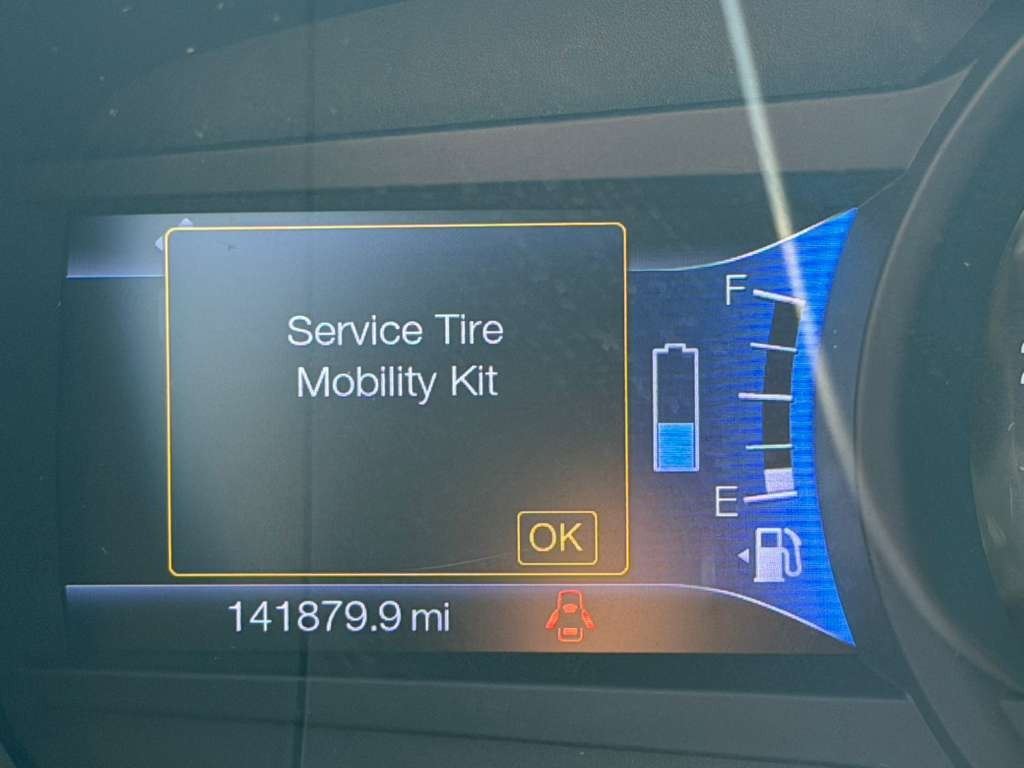 Service Tire
Mobility Kit
OK
F
E
141879.9 mi